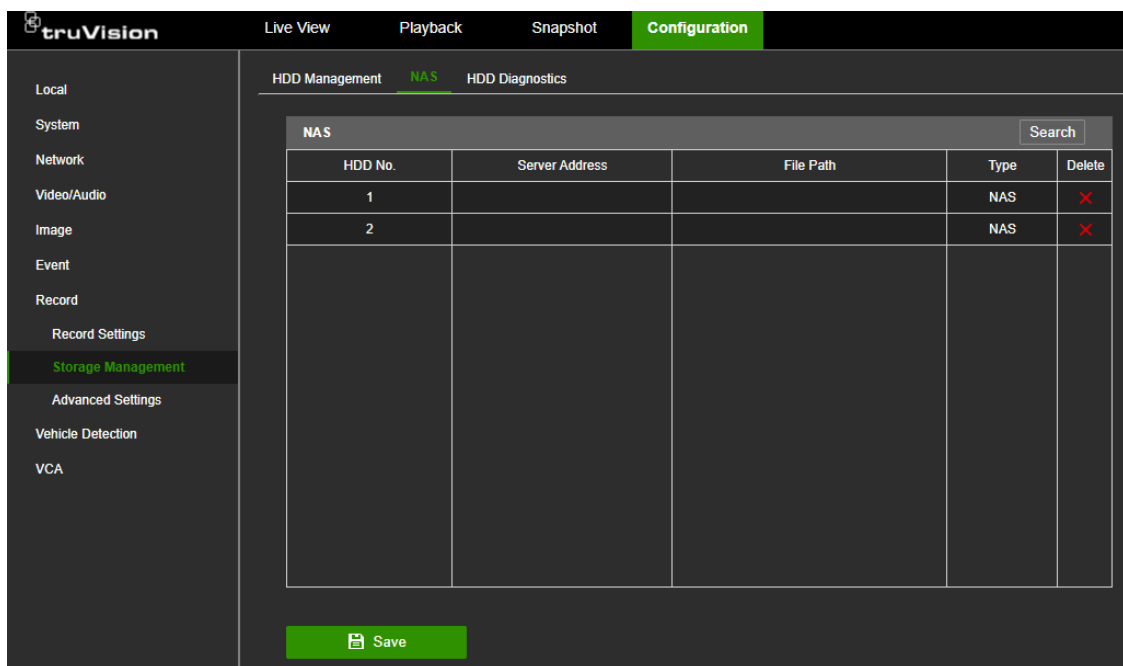 truVision Live View Playback Snapshot Configuration
HDD Management NAS HDD Diagnostics
Local
System
Network
Video/Audio
Image
Event
Record
Record Settings
Storage Management
Advanced Settings
Vehicle Detection
VCA
NAS Search
HDD No. Server Address File Path Type Delete
1 NAS
2 NAS
Save